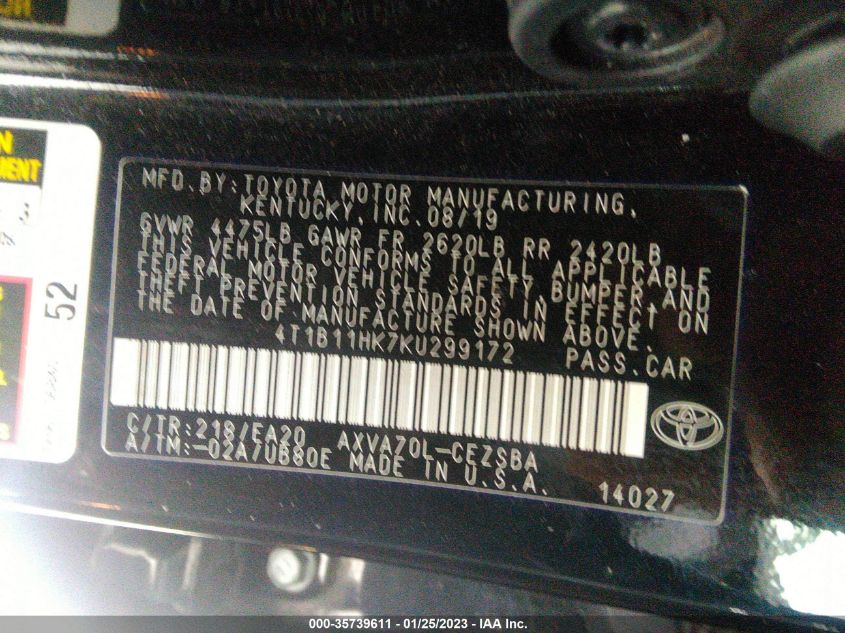 MFD. BY: TOYOTA MOTOR MANUFACTURING,
KENTUCKY, INC. 08/19
GVWR 4475LB GAWR FR 2620LB RR 2420LB
THIS VEHICLE CONFORMS TO ALL APPLICABLE
FEDERAL MOTOR VEHICLE SAFETY, BUMPER, AND
THEFT PREVENTION STANDARDS IN EFFECT ON
THE DATE OF MANUFACTURE SHOWN ABOVE.
4T1B11HK7KU299172 PASS.CAR
C/TR:218/EA20 AXVA70L-CEZSBA
A/TM:-02A/UB80E MADE IN U.S.A. 14027
52
000-35739611 - 01/25/2023 - IAA Inc.